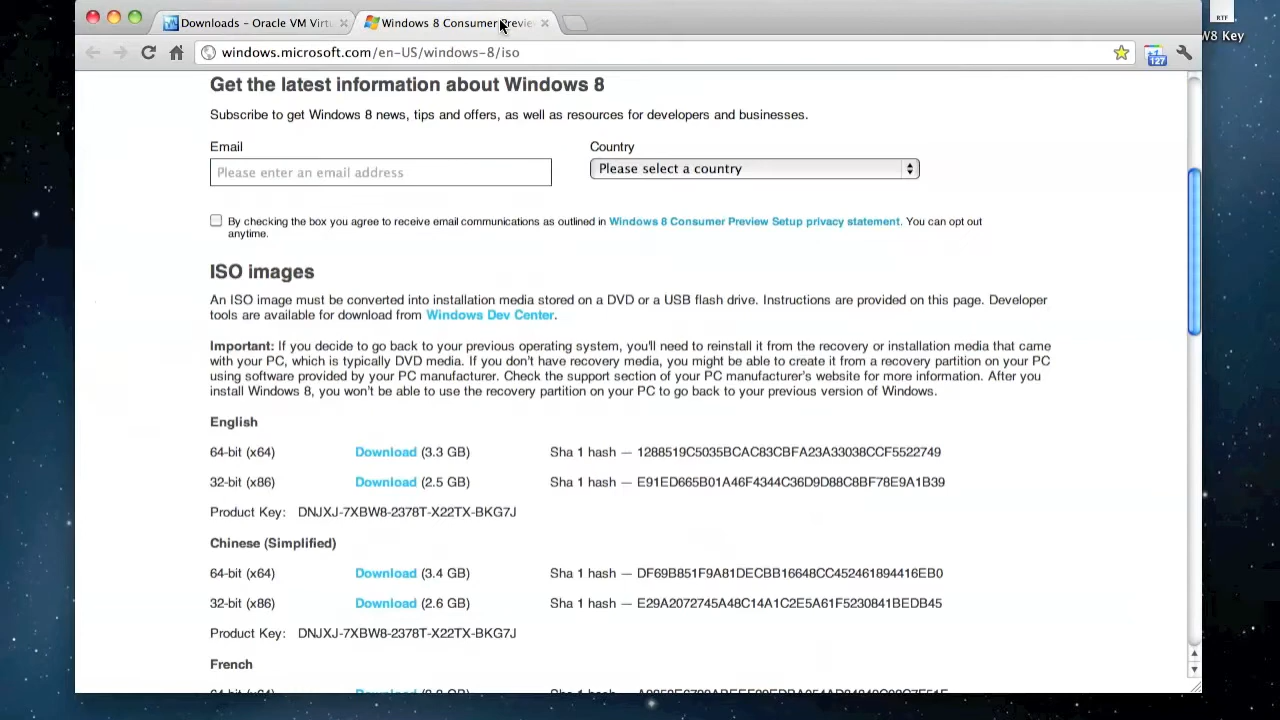 Downloads – Oracle VM Virtu
Windows 8 Consumer Preview
RTF
W8 Key
windows.microsoft.com/en-US/windows-8/iso
+1
127
Get the latest information about Windows 8
Subscribe to get Windows 8 news, tips and offers, as well as resources for developers and businesses.
Email
Country
Please enter an email address
Please select a country
By checking the box you agree to receive email communications as outlined in Windows 8 Consumer Preview Setup privacy statement. You can opt out
anytime.
ISO images
An ISO image must be converted into installation media stored on a DVD or a USB flash drive. Instructions are provided on this page. Developer
tools are available for download from Windows Dev Center.
Important: If you decide to go back to your previous operating system, you'll need to reinstall it from the recovery or installation media that came
with your PC, which is typically DVD media. If you don't have recovery media, you might be able to create it from a recovery partition on your PC
using software provided by your PC manufacturer. Check the support section of your PC manufacturer's website for more information. After you
install Windows 8, you won't be able to use the recovery partition on your PC to go back to your previous version of Windows.
English
64-bit (x64) Download (3.3 GB) Sha 1 hash — 1288519C5035BCAC83CBFA23A33038CCF5522749
32-bit (x86) Download (2.5 GB) Sha 1 hash — E91ED665B01A46F4344C36D9D88C8BF78E9A1B39
Product Key: DNJXJ-7XBW8-2378T-X22TX-BKG7J
Chinese (Simplified)
64-bit (x64) Download (3.4 GB) Sha 1 hash — DF69B851F9A81DECBB16648CC452461894416EB0
32-bit (x86) Download (2.6 GB) Sha 1 hash — E29A2072745A48C14A1C2E5A61F5230841BEDB45
Product Key: DNJXJ-7XBW8-2378T-X22TX-BKG7J
French